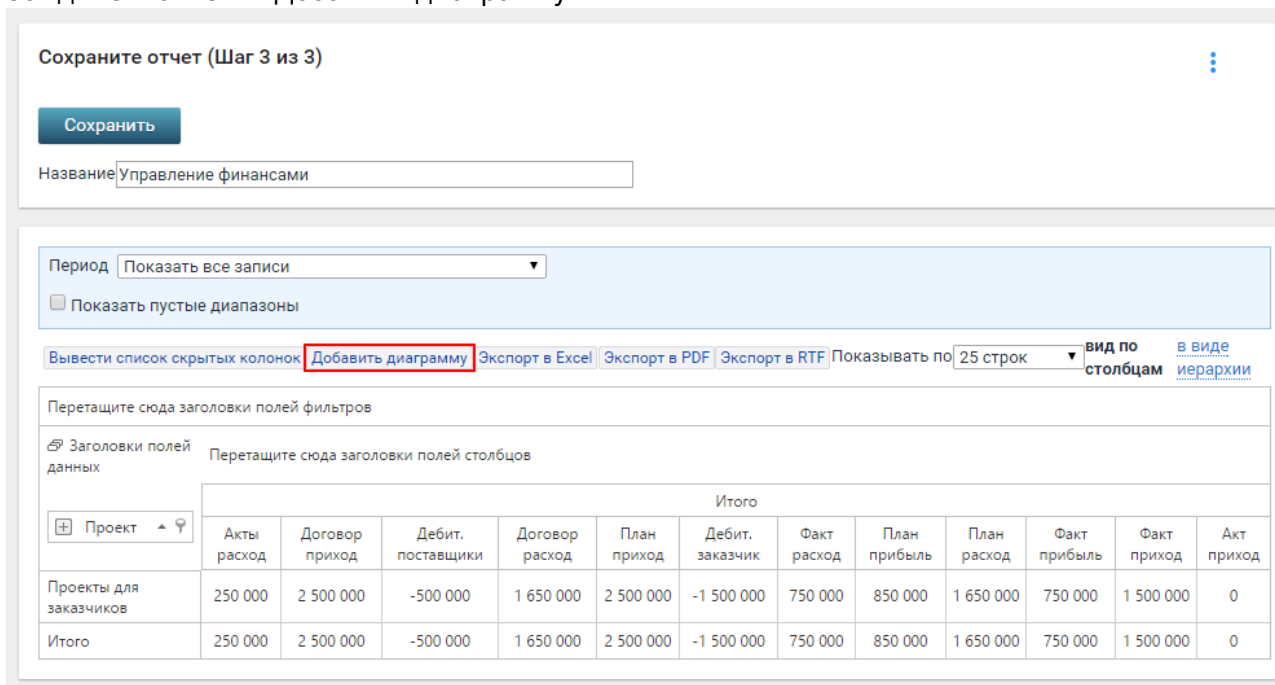 Сохраните отчет (Шаг 3 из 3)
Сохранить
Название Управление финансами
Период Показать все записи
Показать пустые диапазоны
Вывести список скрытых колонок Добавить диаграмму Экспорт в Excel Экспорт в PDF Экспорт в RTF Показывать по 25 строк вид по столбцам в виде иерархии
Перетащите сюда заголовки полей фильтров
Заголовки полей данных Перетащите сюда заголовки полей столбцов
Итого
Проект Акты расход Договор приход Дебит. поставщики Договор расход План приход Дебит. заказчик Факт расход План прибыль План расход Факт прибыль Факт приход Акт приход
Проекты для заказчиков 250 000 2 500 000 -500 000 1 650 000 2 500 000 -1 500 000 750 000 850 000 1 650 000 750 000 1 500 000 0
Итого 250 000 2 500 000 -500 000 1 650 000 2 500 000 -1 500 000 750 000 850 000 1 650 000 750 000 1 500 000 0